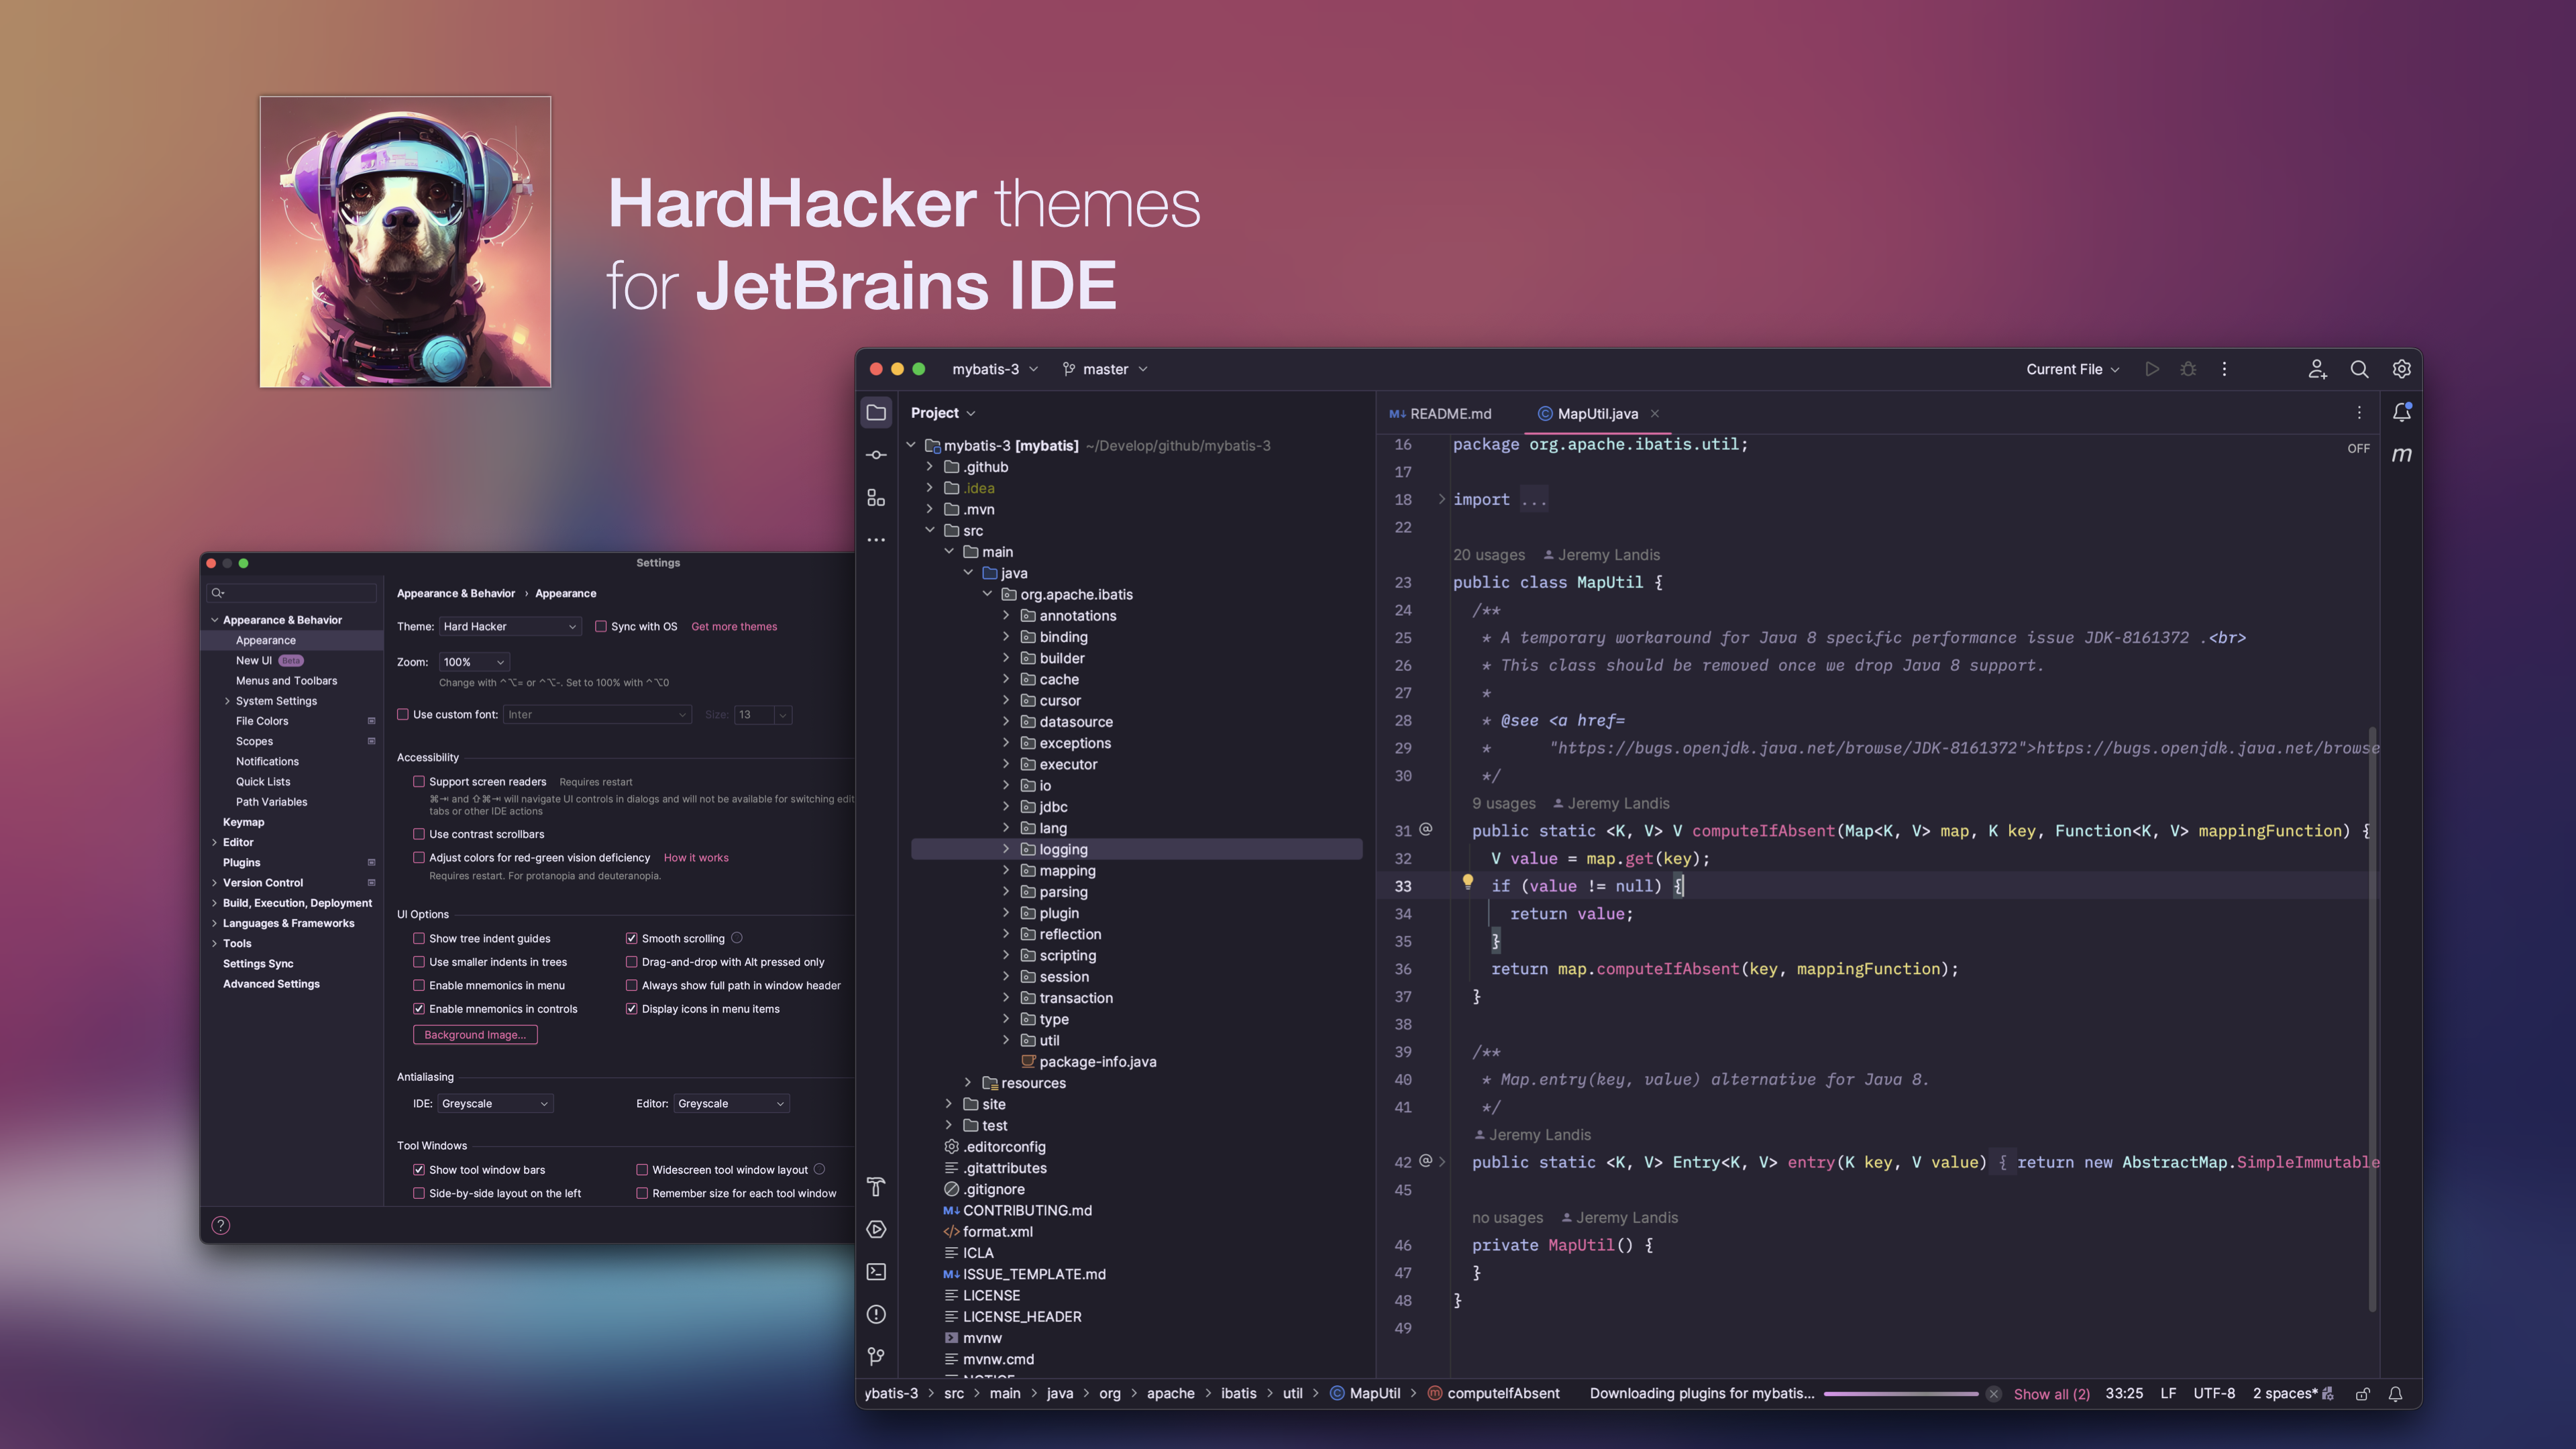 HardHacker themes
for JetBrains IDE
Settings
Appearance & Behavior
Appearance
New UI Beta
Menus and Toolbars
System Settings
File Colors
Scopes
Notifications
Quick Lists
Path Variables
Keymap
Editor
Plugins
Version Control
Build, Execution, Deployment
Languages & Frameworks
Tools
Settings Sync
Advanced Settings
?
Appearance & Behavior › Appearance
Theme: Hard Hacker Sync with OS Get more themes
Zoom: 100%
Change with ^⌥= or ^⌥-. Set to 100% with ^⌥0
Use custom font: Inter Size: 13
Accessibility
Support screen readers Requires restart
⌘⇥ and ⇧⌘⇥ will navigate UI controls in dialogs and will not be available for switching edit
tabs or other IDE actions
Use contrast scrollbars
Adjust colors for red-green vision deficiency How it works
Requires restart. For protanopia and deuteranopia.
UI Options
Show tree indent guides Smooth scrolling
Use smaller indents in trees Drag-and-drop with Alt pressed only
Enable mnemonics in menu Always show full path in window header
Enable mnemonics in controls Display icons in menu items
Background Image...
Antialiasing
IDE: Greyscale Editor: Greyscale
Tool Windows
Show tool window bars Widescreen tool window layout
Side-by-side layout on the left Remember size for each tool window
mybatis-3 master Current File
Project
mybatis-3 [mybatis] ~/Develop/github/mybatis-3
.github
.idea
.mvn
src
main
java
org.apache.ibatis
annotations
binding
builder
cache
cursor
datasource
exceptions
executor
io
jdbc
lang
logging
mapping
parsing
plugin
reflection
scripting
session
transaction
type
util
package-info.java
resources
site
test
.editorconfig
.gitattributes
.gitignore
M↓ CONTRIBUTING.md
</> format.xml
ICLA
M↓ ISSUE_TEMPLATE.md
LICENSE
LICENSE_HEADER
mvnw
mvnw.cmd
NOTICE
M↓ README.md MapUtil.java
OFF
m
16 package org.apache.ibatis.util;
17
18 import ...
22
20 usages Jeremy Landis
23 public class MapUtil {
24 /**
25 * A temporary workaround for Java 8 specific performance issue JDK-8161372 .<br>
26 * This class should be removed once we drop Java 8 support.
27 *
28 * @see <a href=
29 * "https://bugs.openjdk.java.net/browse/JDK-8161372">https://bugs.openjdk.java.net/browse
30 */
9 usages Jeremy Landis
31 @ public static <K, V> V computeIfAbsent(Map<K, V> map, K key, Function<K, V> mappingFunction) {
32 V value = map.get(key);
33 if (value != null) {
34 return value;
35 }
36 return map.computeIfAbsent(key, mappingFunction);
37 }
38
39 /**
40 * Map.entry(key, value) alternative for Java 8.
41 */
Jeremy Landis
42 @ public static <K, V> Entry<K, V> entry(K key, V value) { return new AbstractMap.SimpleImmutable
45
no usages Jeremy Landis
46 private MapUtil() {
47 }
48 }
49
ybatis-3 > src > main > java > org > apache > ibatis > util > MapUtil > computeIfAbsent Downloading plugins for mybatis... Show all (2) 33:25 LF UTF-8 2 spaces*